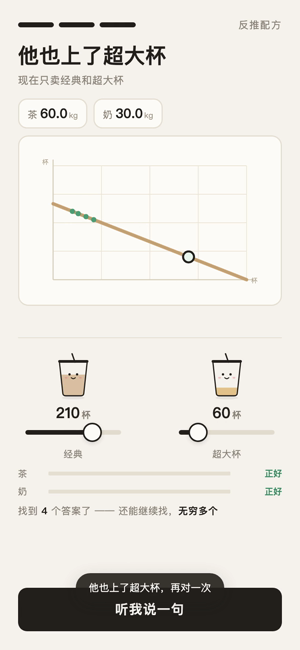 反推配方
他也上了超大杯
现在只卖经典和超大杯
茶 60.0 kg
奶 30.0 kg
杯
杯
210 杯
60 杯
经典
超大杯
茶
正好
奶
正好
找到 4 个答案了 —— 还能继续找，无穷多个
他也上了超大杯，再对一次
听我说一句